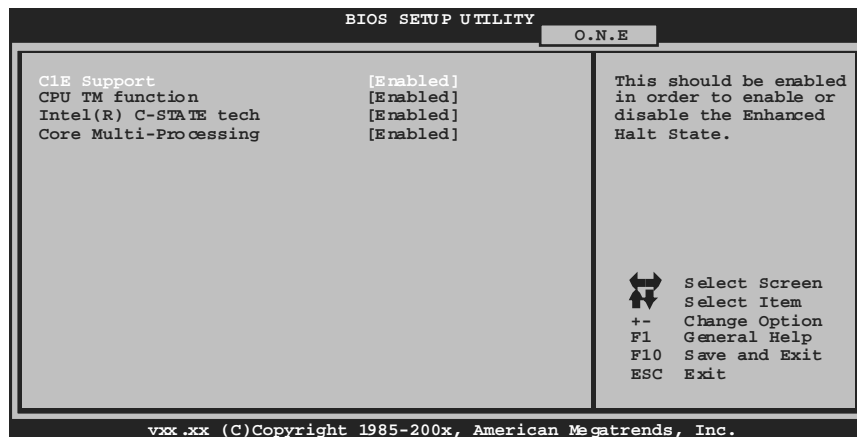 BIOS SETUP UTILITY
O.N.E
C1E Support [Enabled]
CPU TM function [Enabled]
Intel(R) C-STATE tech [Enabled]
Core Multi-Processing [Enabled]
This should be enabled
in order to enable or
disable the Enhanced
Halt State.
Select Screen
Select Item
+- Change Option
F1 General Help
F10 Save and Exit
ESC Exit
vxx.xx (C)Copyright 1985-200x, American Megatrends, Inc.